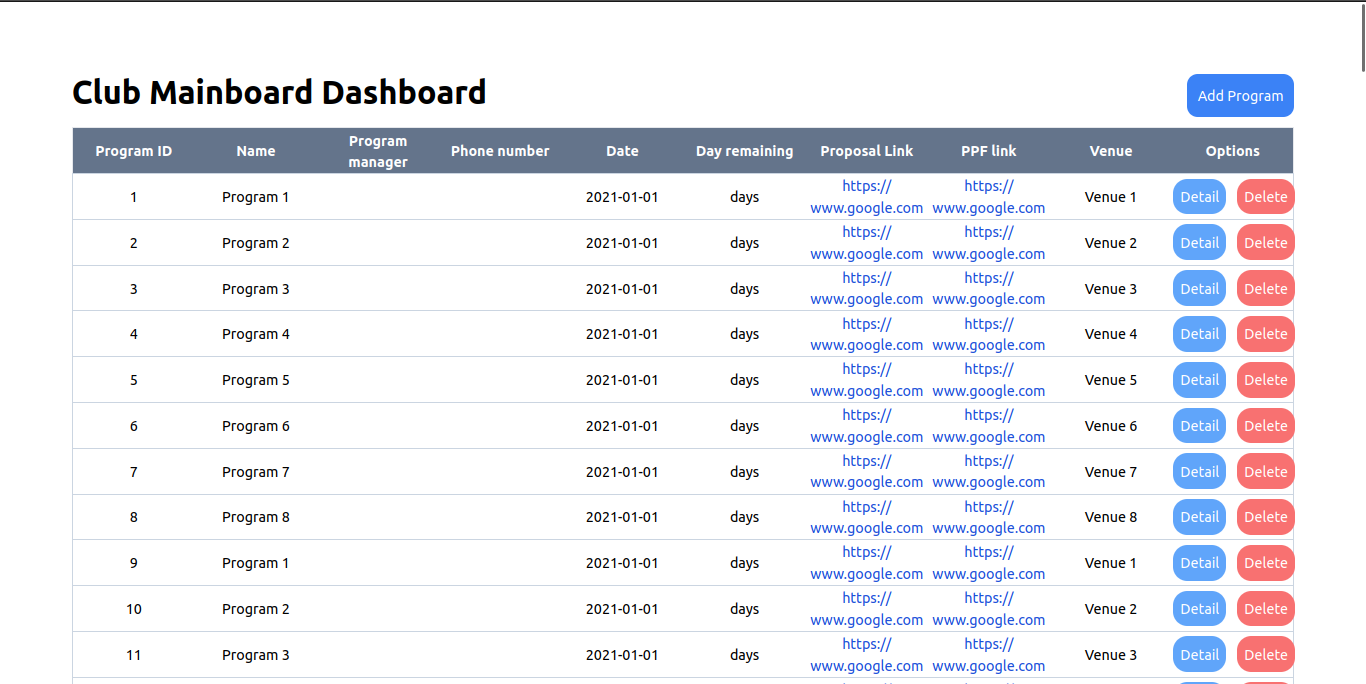 Club Mainboard Dashboard
Add Program
Program ID Name Program manager Phone number Date Day remaining Proposal Link PPF link Venue Options
1 Program 1 2021-01-01 days https:// www.google.com https:// www.google.com Venue 1 Detail Delete
2 Program 2 2021-01-01 days https:// www.google.com https:// www.google.com Venue 2 Detail Delete
3 Program 3 2021-01-01 days https:// www.google.com https:// www.google.com Venue 3 Detail Delete
4 Program 4 2021-01-01 days https:// www.google.com https:// www.google.com Venue 4 Detail Delete
5 Program 5 2021-01-01 days https:// www.google.com https:// www.google.com Venue 5 Detail Delete
6 Program 6 2021-01-01 days https:// www.google.com https:// www.google.com Venue 6 Detail Delete
7 Program 7 2021-01-01 days https:// www.google.com https:// www.google.com Venue 7 Detail Delete
8 Program 8 2021-01-01 days https:// www.google.com https:// www.google.com Venue 8 Detail Delete
9 Program 1 2021-01-01 days https:// www.google.com https:// www.google.com Venue 1 Detail Delete
10 Program 2 2021-01-01 days https:// www.google.com https:// www.google.com Venue 2 Detail Delete
11 Program 3 2021-01-01 days https:// www.google.com https:// www.google.com Venue 3 Detail Delete